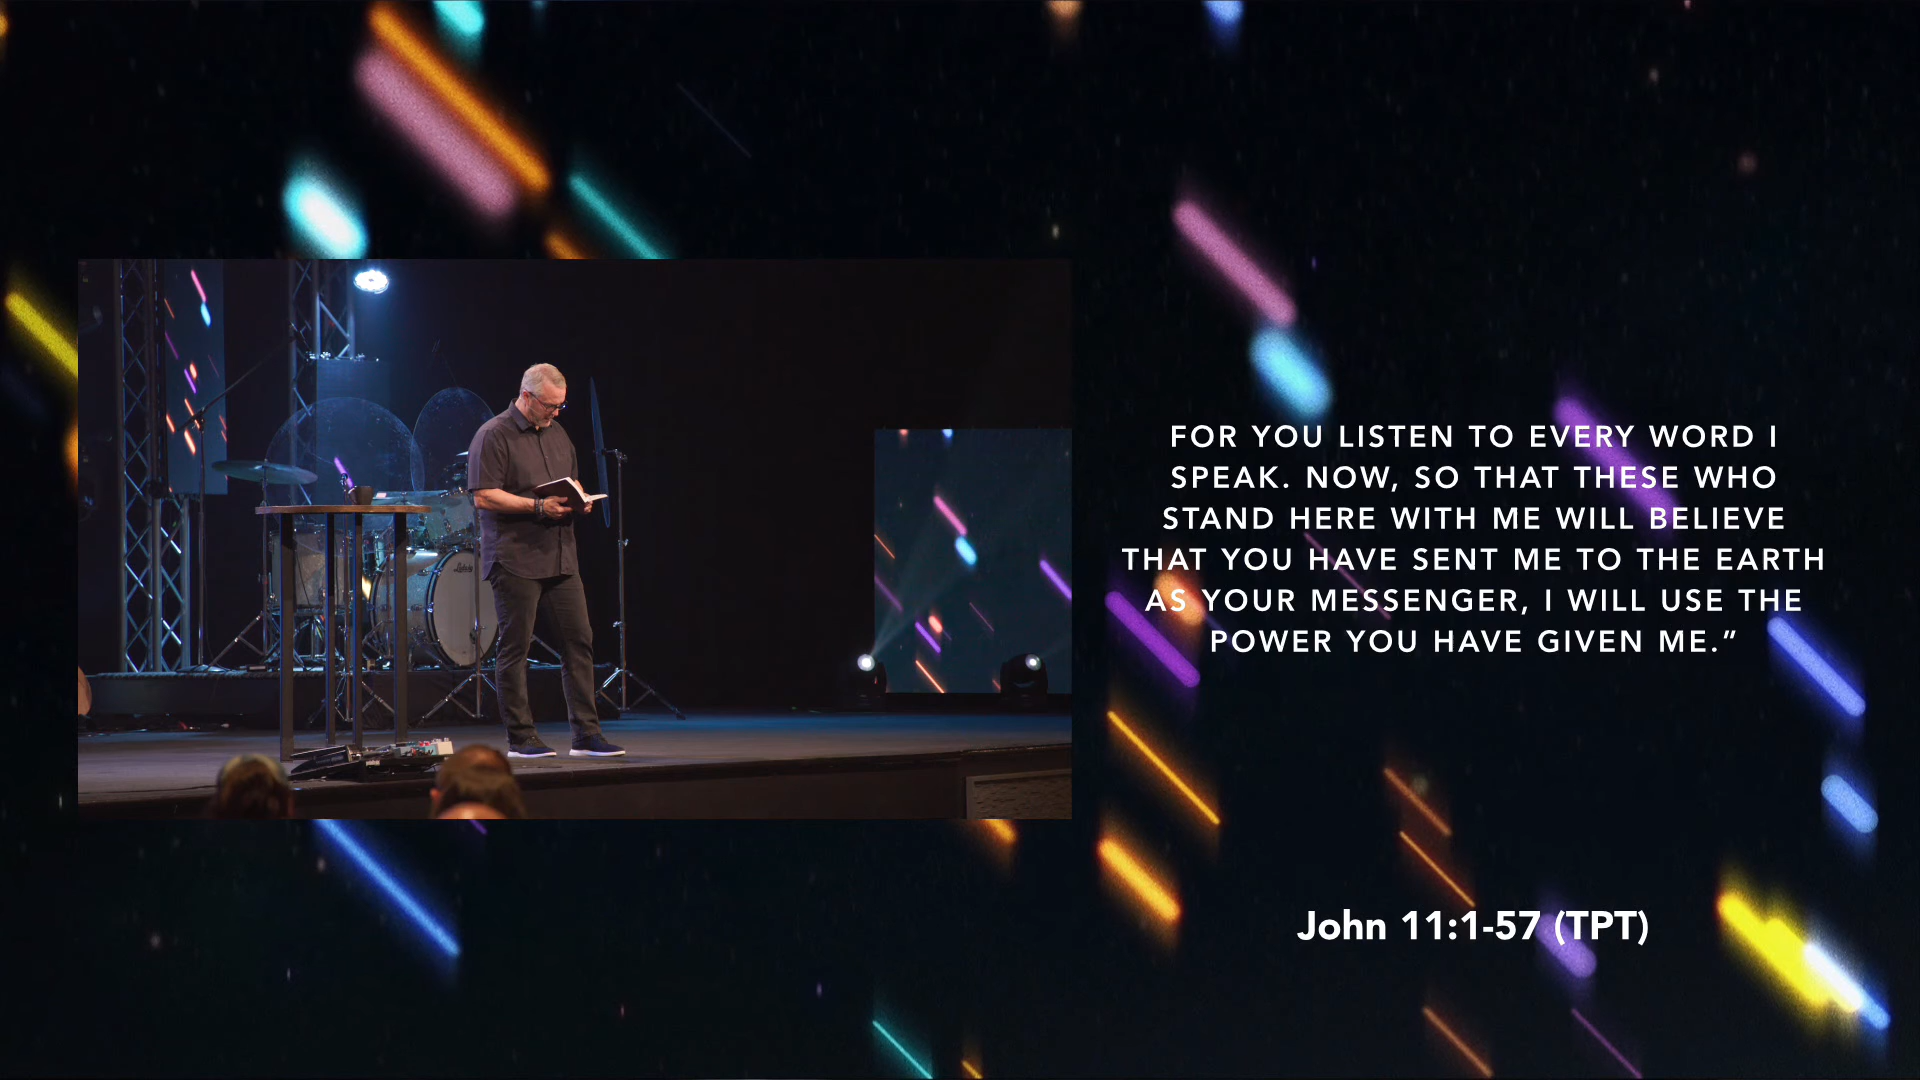 FOR YOU LISTEN TO EVERY WORD I
SPEAK. NOW, SO THAT THESE WHO
STAND HERE WITH ME WILL BELIEVE
THAT YOU HAVE SENT ME TO THE EARTH
AS YOUR MESSENGER, I WILL USE THE
POWER YOU HAVE GIVEN ME.”
John 11:1-57 (TPT)
Ludwig